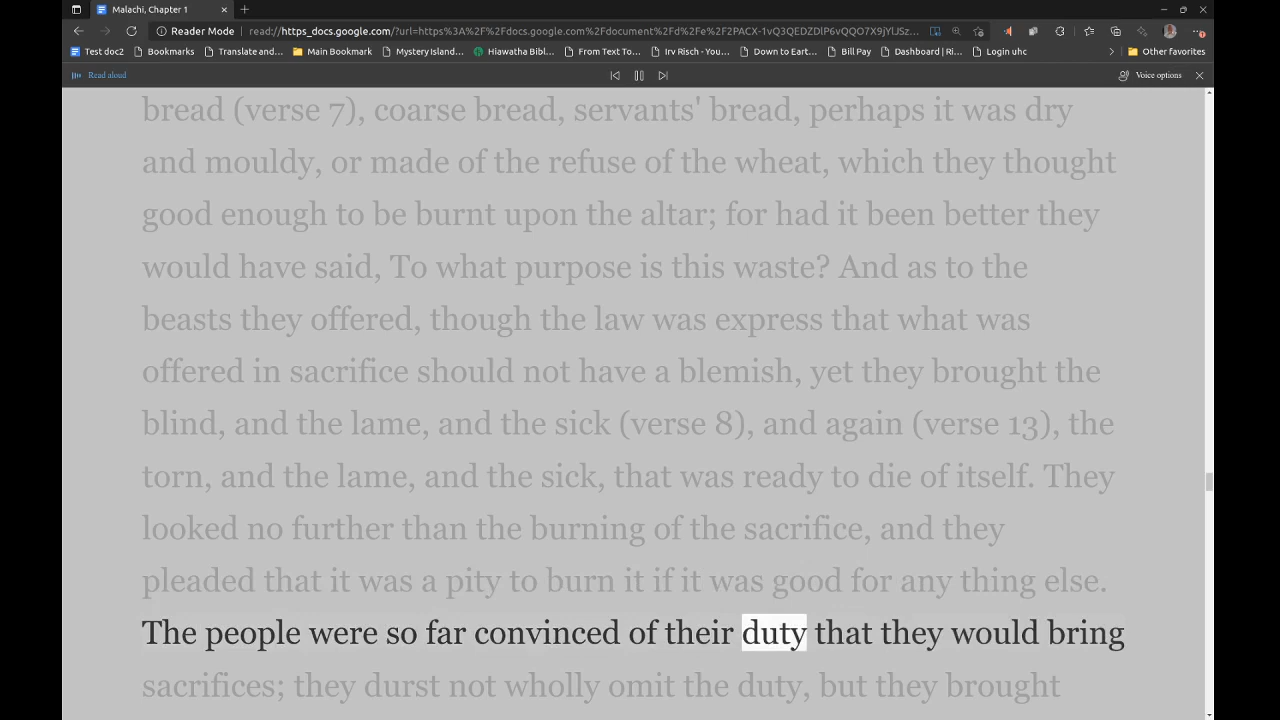 Malachi, Chapter 1
Reader Mode
read://https_docs.google.com/?url=https%3A%2F%2Fdocs.google.com%2Fdocument%2Fd%2Fe%2F2PACX-1vQ3QEDZDlP6vQQO7X9jYlJSz...
Test doc2
Bookmarks
Translate and...
Main Bookmark
Mystery Island...
Hiawatha Bibl...
From Text To...
Irv Risch - You...
Down to Eart...
Bill Pay
Dashboard | Ri...
Login uhc
Other favorites
Read aloud
Voice options
bread (verse 7), coarse bread, servants' bread, perhaps it was dry
and mouldy, or made of the refuse of the wheat, which they thought
good enough to be burnt upon the altar; for had it been better they
would have said, To what purpose is this waste? And as to the
beasts they offered, though the law was express that what was
offered in sacrifice should not have a blemish, yet they brought the
blind, and the lame, and the sick (verse 8), and again (verse 13), the
torn, and the lame, and the sick, that was ready to die of itself. They
looked no further than the burning of the sacrifice, and they
pleaded that it was a pity to burn it if it was good for any thing else.
The people were so far convinced of their duty that they would bring
sacrifices; they durst not wholly omit the duty, but they brought